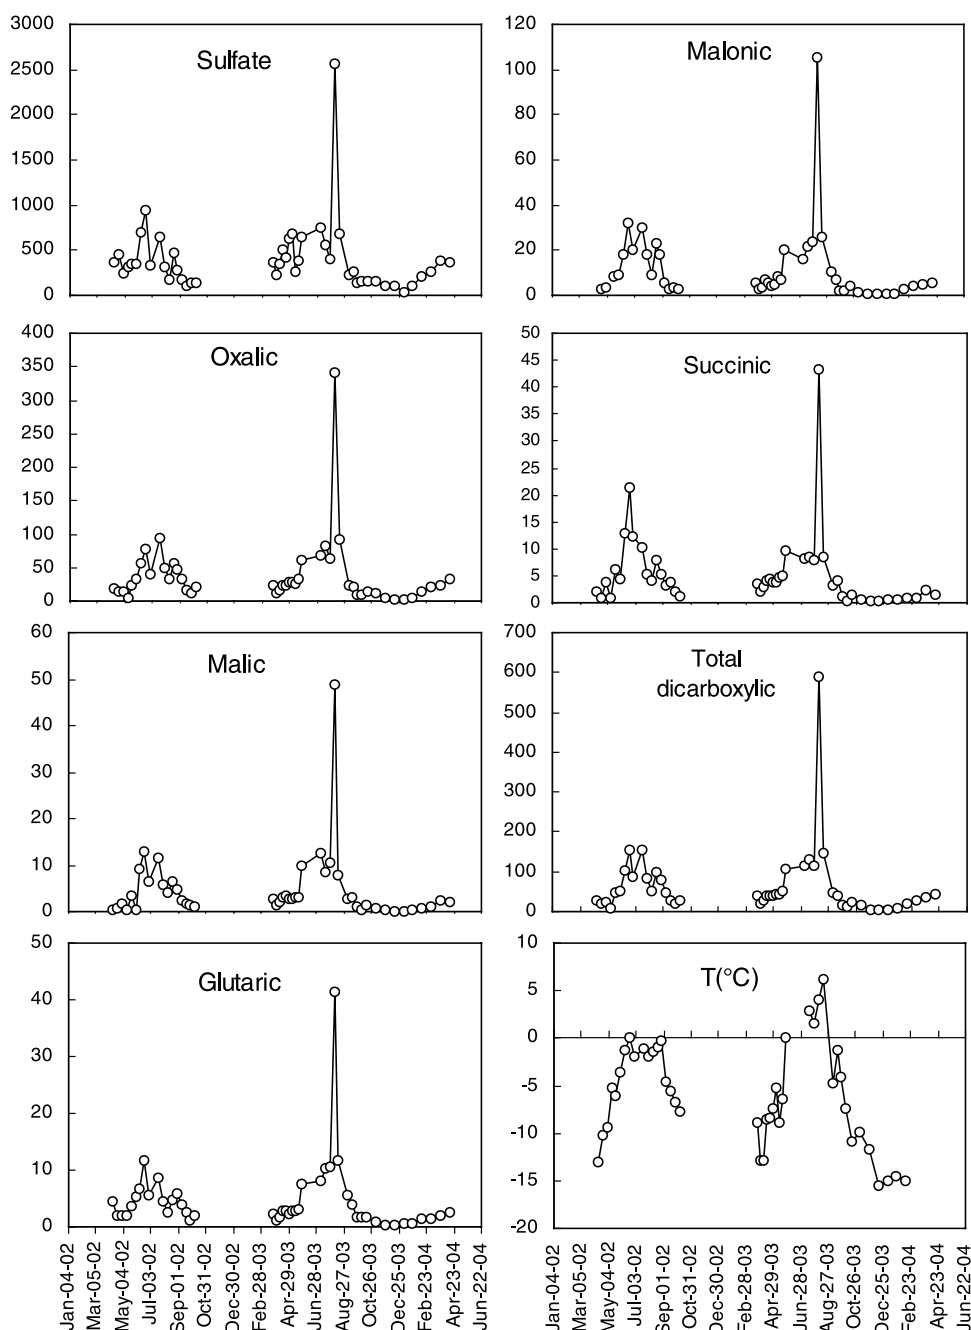 Sulfate
3000
2500
2000
1500
1000
500
0
Malonic
120
100
80
60
40
20
0
Oxalic
400
350
300
250
200
150
100
50
0
Succinic
50
45
40
35
30
25
20
15
10
5
0
Malic
60
50
40
30
20
10
0
Total
dicarboxylic
700
600
500
400
300
200
100
0
Glutaric
50
40
30
20
10
0
T(°C)
10
5
0
-5
-10
-15
-20
Jan-04-02
Mar-05-02
May-04-02
Jul-03-02
Sep-01-02
Oct-31-02
Dec-30-02
Feb-28-03
Apr-29-03
Jun-28-03
Aug-27-03
Oct-26-03
Dec-25-03
Feb-23-04
Apr-23-04
Jun-22-04
Jan-04-02
Mar-05-02
May-04-02
Jul-03-02
Sep-01-02
Oct-31-02
Dec-30-02
Feb-28-03
Apr-29-03
Jun-28-03
Aug-27-03
Oct-26-03
Dec-25-03
Feb-23-04
Apr-23-04
Jun-22-04